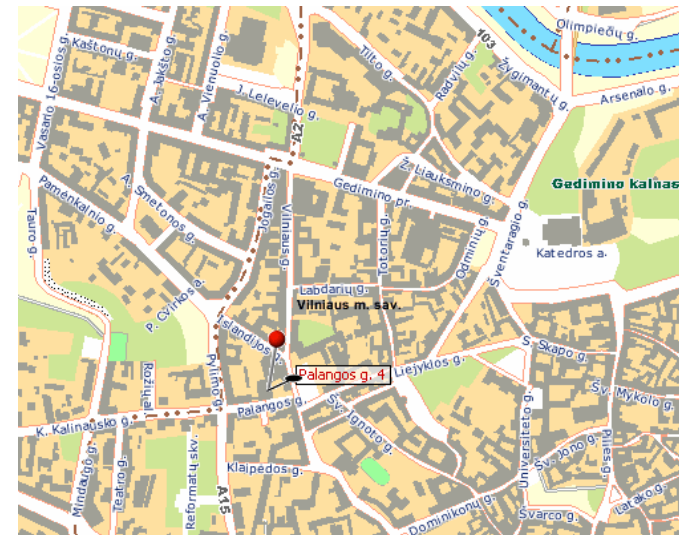 Olimpiečių g.
Kaštonų g.
A. Jakšto g.
A. Vienuolio g.
Vasario 16-osios g.
J. Lelevelio g.
A2
Tilto g.
Radvilų g.
103
Žygimantų g.
Arsenalo g.
Gedimino kalnas
Ž. Liauksmino g.
Gedimino pr.
Pamėnkalnio g.
A. Smetonos g.
Jogailos g.
Vilniaus g.
Totorių g.
Odminių g.
Šventaragio g.
Katedros a.
Tauro g.
P. Cvirkos a.
Labdarių g.
Vilniaus m. sav.
Islandijos g.
Pylimo g.
Palangos g. 4
Liejyklos g.
S. Skapo g.
Šv. Mykolo g.
Rožių al.
Palangos g.
Šv. Ignoto g.
K. Kalinausko g.
Mindaugo g.
Teatro g.
Reformatų skv.
A15
Klaipėdos g.
Universiteto g.
Šv. Jono g.
Pilies g.
Dominikonų g.
Švarco g.
Latako g.